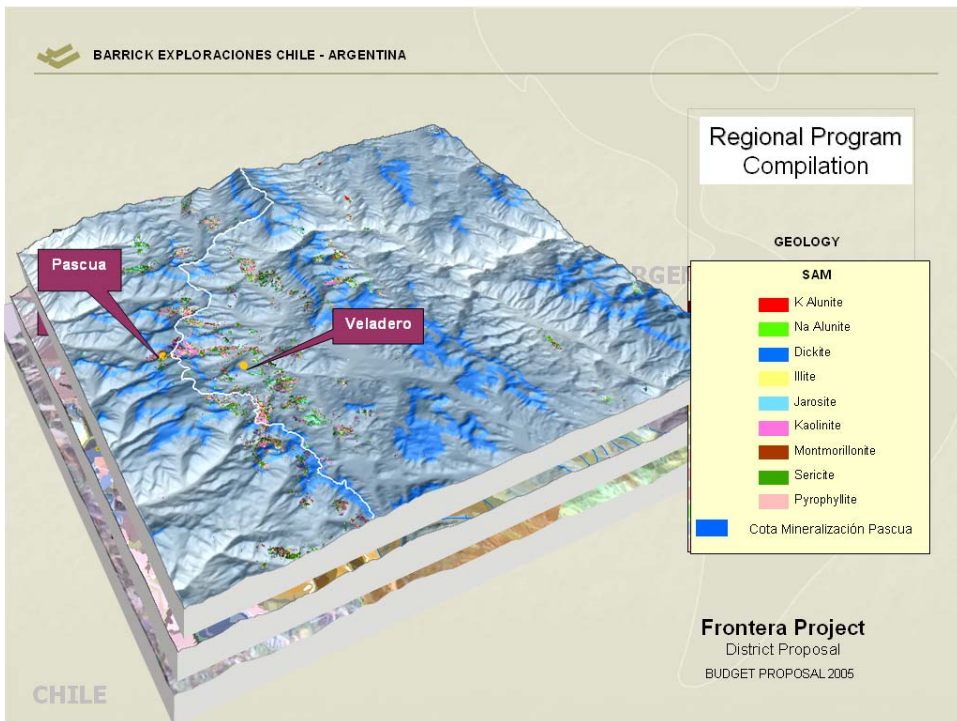 BARRICK EXPLORACIONES CHILE - ARGENTINA
Regional Program
Compilation
GEOLOGY
Pascua
Veladero
SAM
K Alunite
Na Alunite
Dickite
Illite
Jarosite
Kaolinite
Montmorillonite
Sericite
Pyrophyllite
Cota Mineralización Pascua
Frontera Project
District Proposal
BUDGET PROPOSAL 2005
CHILE